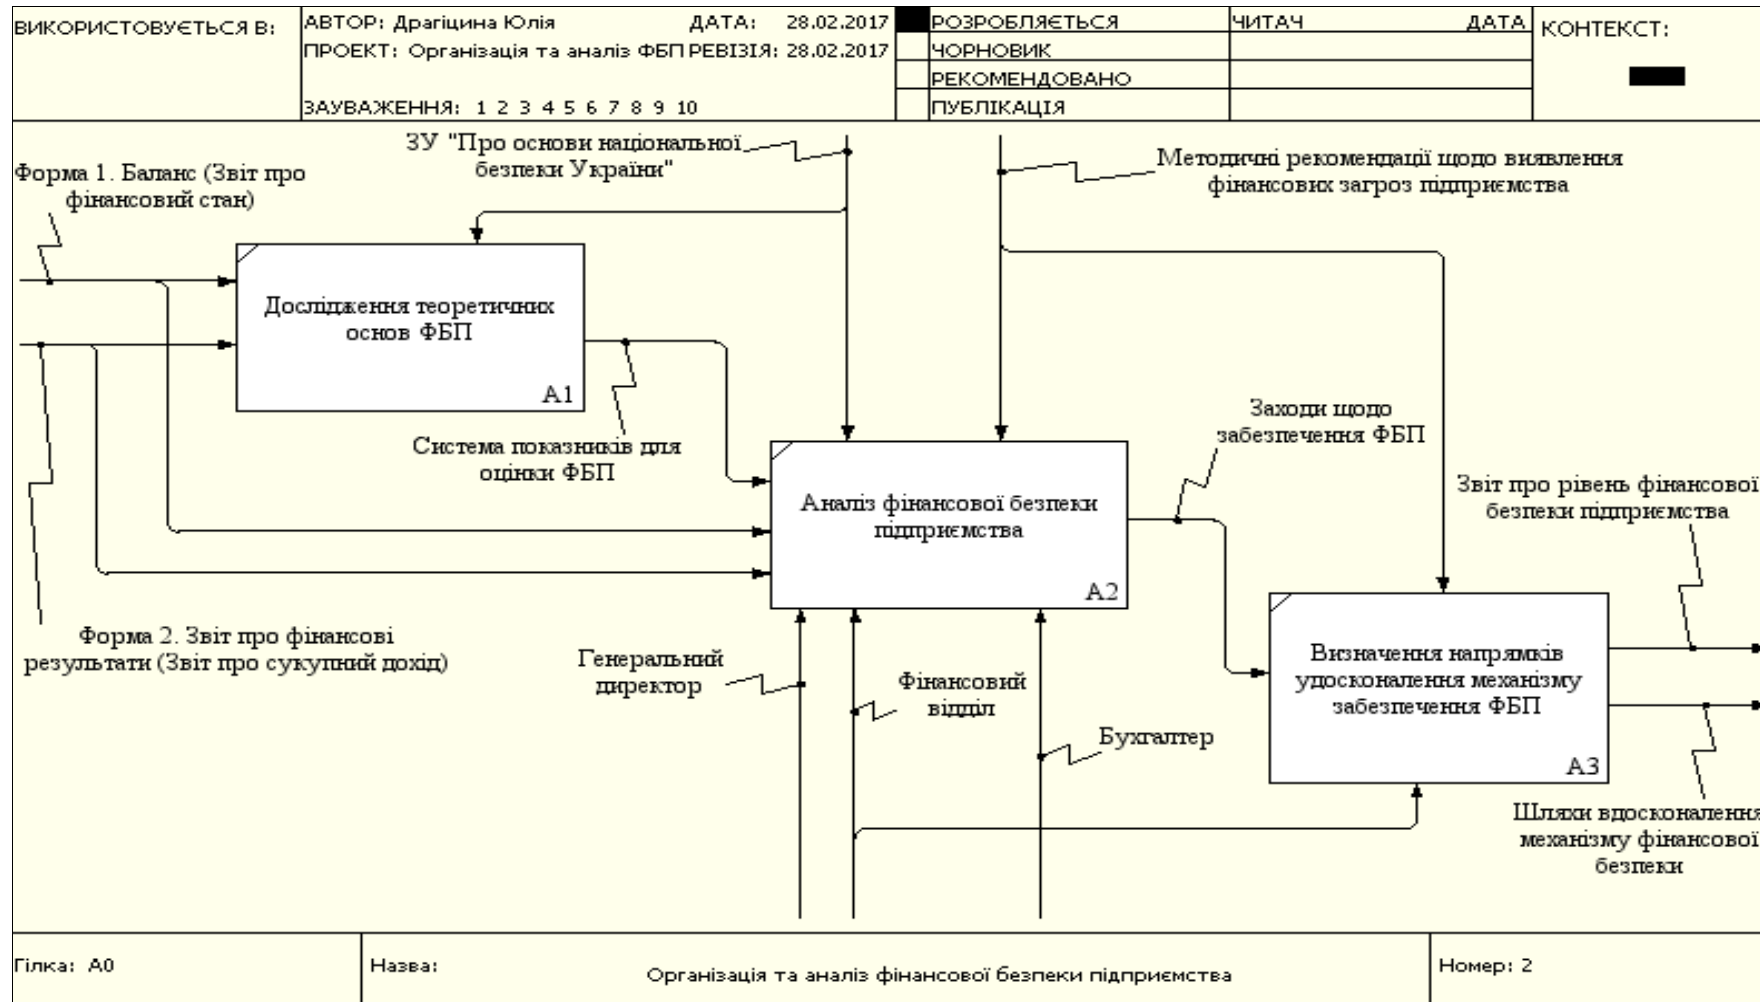 ВИКОРИСТОВУЄТЬСЯ В:
АВТОР: Драгіцина Юлія ДАТА: 28.02.2017
ПРОЕКТ: Організація та аналіз ФБП РЕВІЗІЯ: 28.02.2017
ЗАУВАЖЕННЯ: 1 2 3 4 5 6 7 8 9 10
РОЗРОБЛЯЄТЬСЯ
ЧОРНОВИК
РЕКОМЕНДОВАНО
ПУБЛІКАЦІЯ
ЧИТАЧ ДАТА
КОНТЕКСТ:
ЗУ "Про основи національної
безпеки України"
Методичні рекомендації щодо виявлення
фінансових загроз підприємства
Форма 1. Баланс (Звіт про
фінансовий стан)
Дослідження теоретичних
основ ФБП
А1
Система показників для
оцінки ФБП
Заходи щодо
забезпечення ФБП
Аналіз фінансової безпеки
підприємства
А2
Звіт про рівень фінансової
безпеки підприємства
Форма 2. Звіт про фінансові
результати (Звіт про сукупний дохід)
Генеральний
директор
Фінансовий
відділ
Бухгалтер
Визначення напрямків
удосконалення механізму
забезпечення ФБП
А3
Шляхи вдосконалення
механізму фінансової
безпеки
Гілка: А0
Назва:
Організація та аналіз фінансової безпеки підприємства
Номер: 2